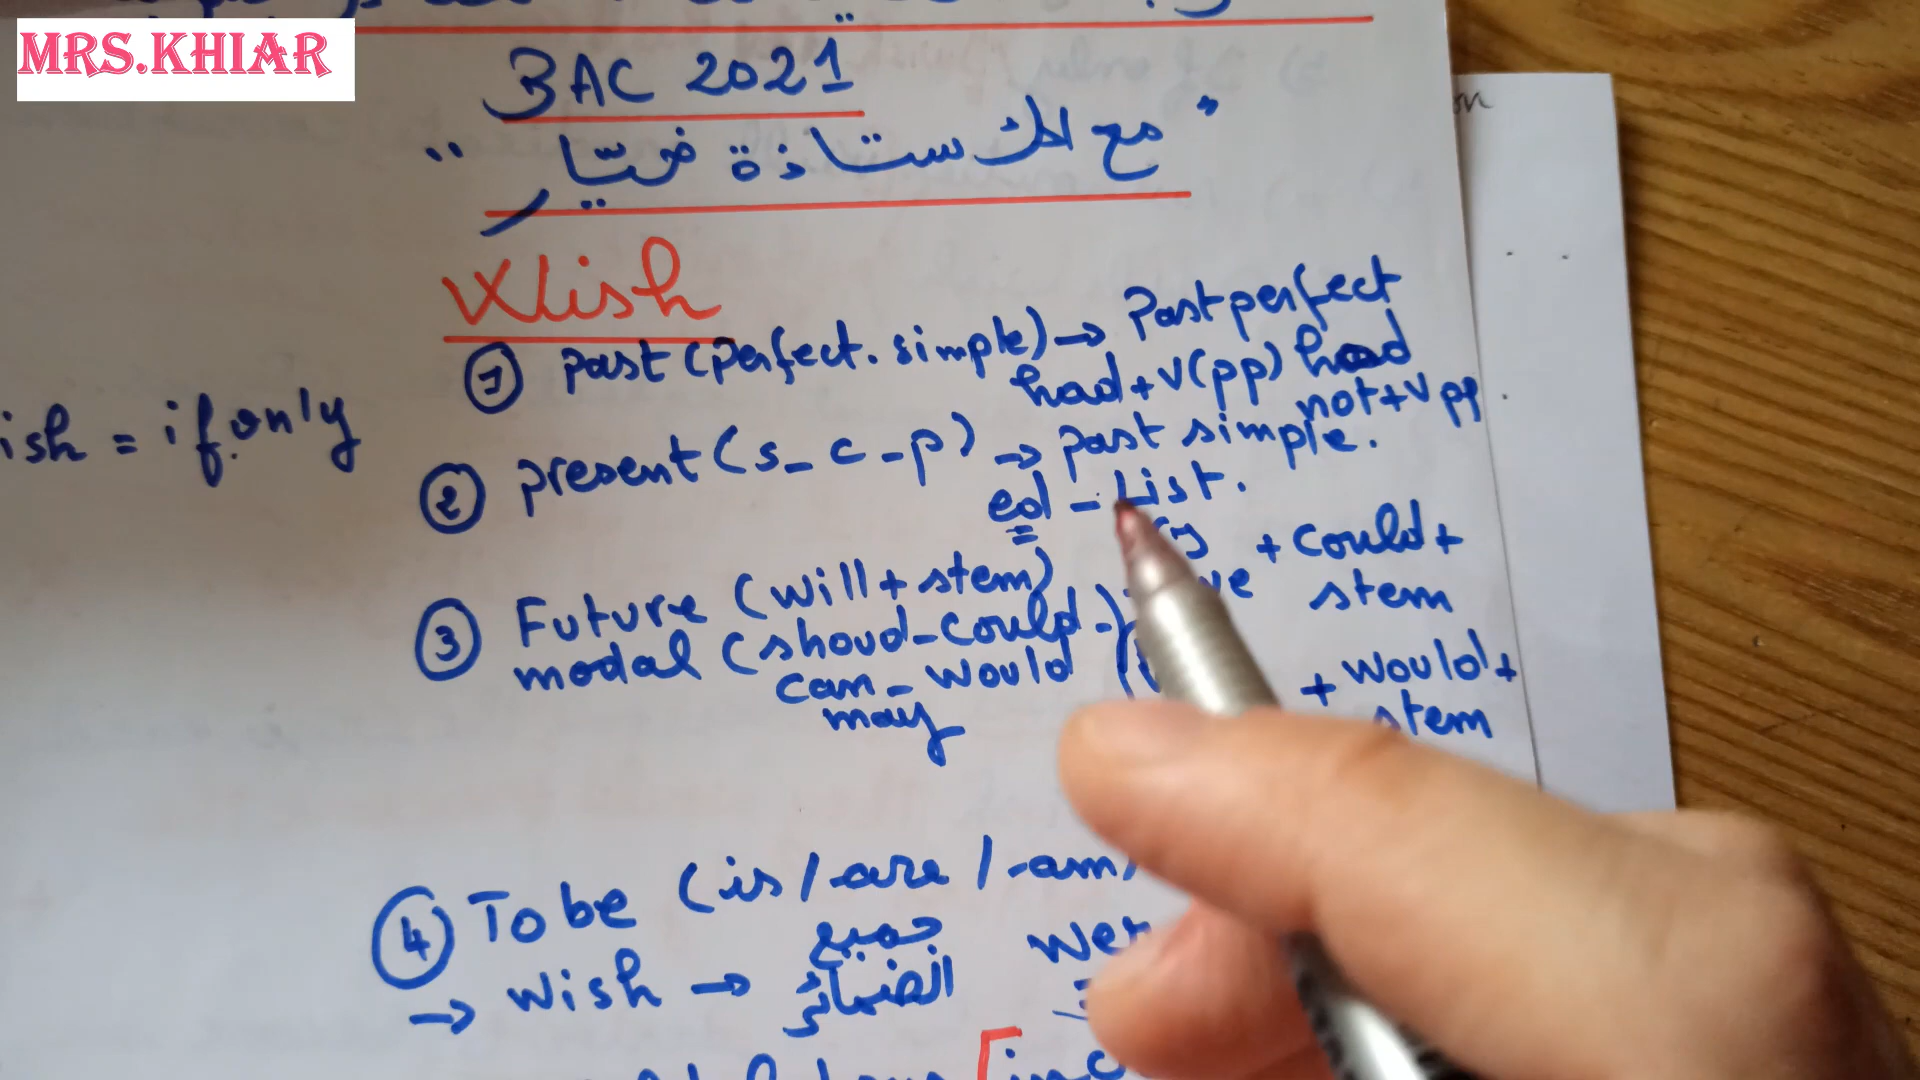 MRS.KHIAR
BAC 2021
"مع الأستاذة خيّار"
Wish
ish = if only
① past (perfect. simple) → Past perfect
had + V(pp) had
not + V pp
② present (s - c - p) → past simple.
ed - List.
③ Future (will + stem) + could +
stem
modal (shoud - could -
can - would + would +
may stem
④ To be (is / are / am
→ wish → جميع
الضمائر